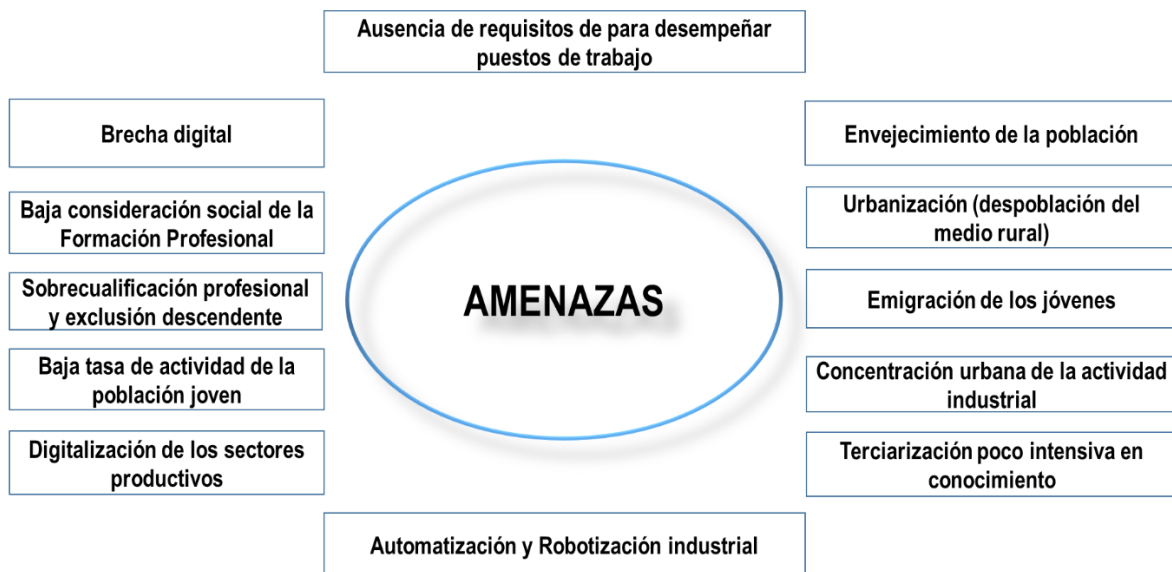 Ausencia de requisitos de para desempeñar
puestos de trabajo
Brecha digital
Baja consideración social de la
Formación Profesional
Sobrecualificación profesional
y exclusión descendente
Baja tasa de actividad de la
población joven
Digitalización de los sectores
productivos
AMENAZAS
Envejecimiento de la población
Urbanización (despoblación del
medio rural)
Emigración de los jóvenes
Concentración urbana de la actividad
industrial
Terciarización poco intensiva en
conocimiento
Automatización y Robotización industrial